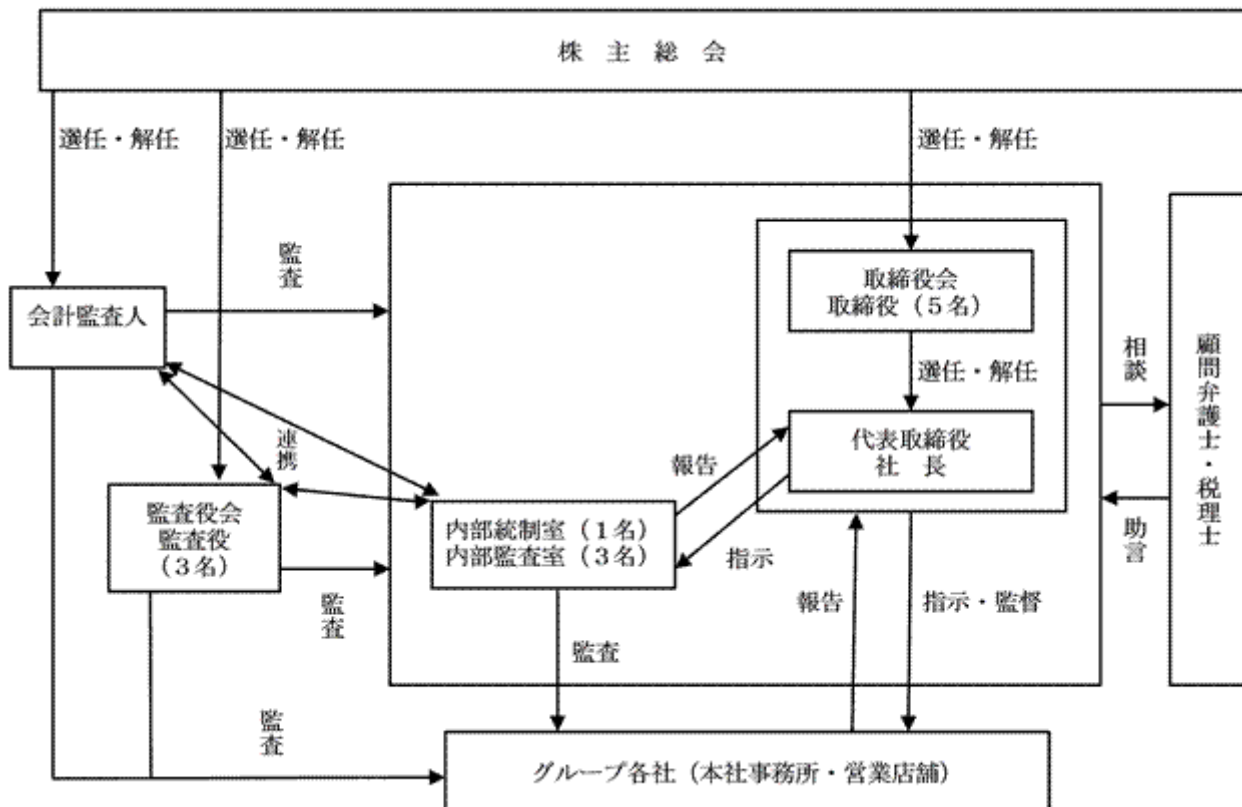 株 主 総 会
選任・解任
選任・解任
選任・解任
監査
会計監査人
取締役会
取締役(5名)
選任・解任
相談
顧問弁護士・税理士
連携
報告
代表取締役
社 長
監査役会
監査役
(3名)
内部統制室(1名)
内部監査室(3名)
指示
助言
監査
報告
指示・監督
監査
監査
グループ各社(本社事務所・営業店舗)